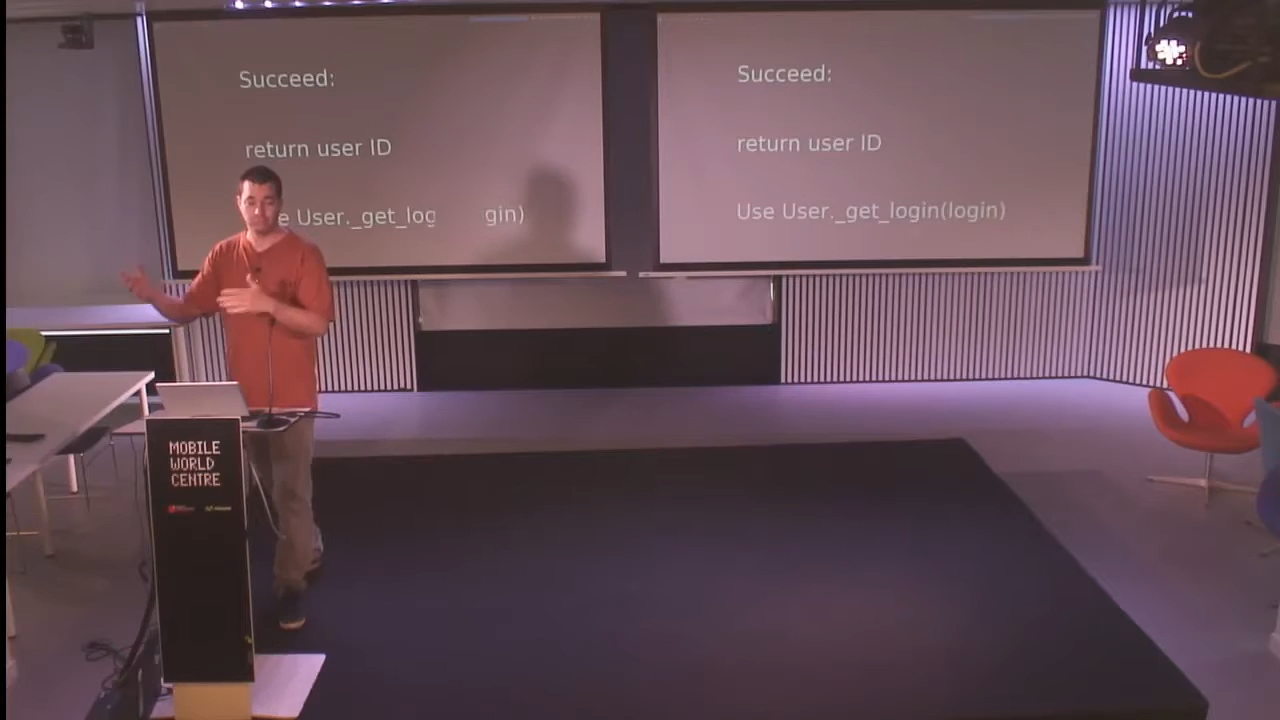 Succeed:
return user ID
e User._get_log gin)
Succeed:
return user ID
Use User._get_login(login)
MOBILE
WORLD
CENTRE